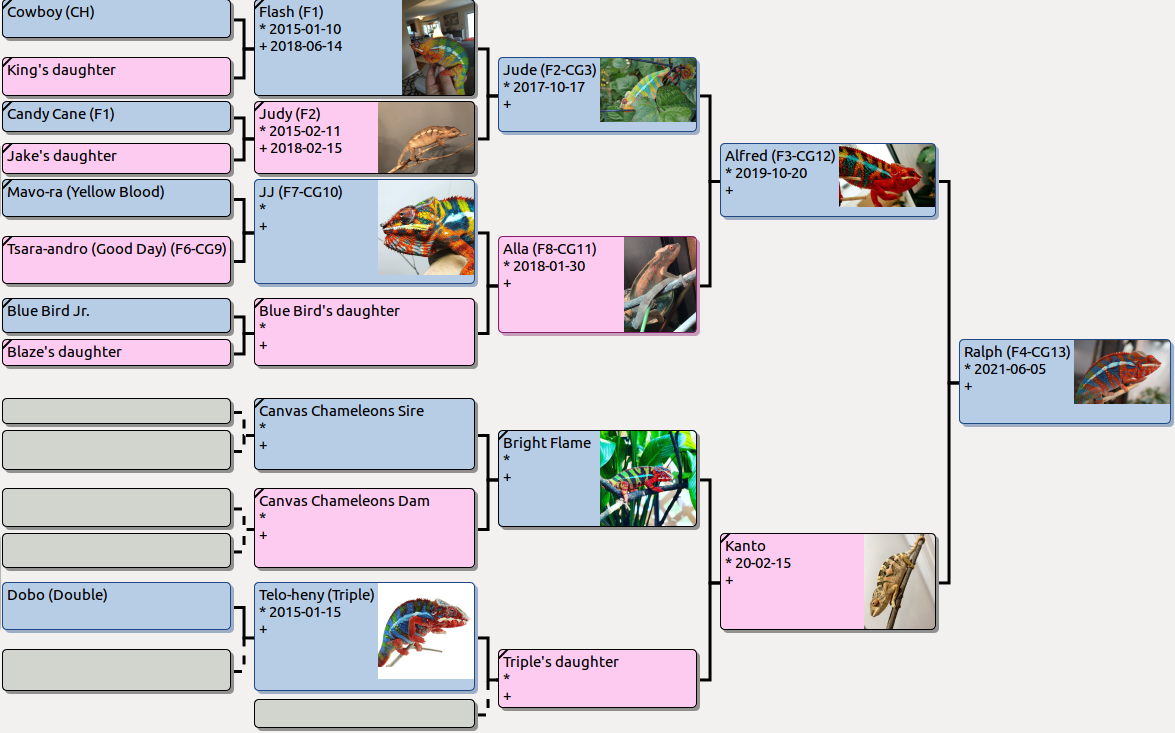 Cowboy (CH)
King's daughter
Candy Cane (F1)
Jake's daughter
Mavo-ra (Yellow Blood)
Tsara-andro (Good Day) (F6-CG9)
Blue Bird Jr.
Blaze's daughter
Dobo (Double)
Flash (F1)
* 2015-01-10
+ 2018-06-14
Judy (F2)
* 2015-02-11
+ 2018-02-15
JJ (F7-CG10)
*
+
Blue Bird's daughter
*
+
Canvas Chameleons Sire
*
+
Canvas Chameleons Dam
*
+
Telo-heny (Triple)
* 2015-01-15
+
Jude (F2-CG3)
* 2017-10-17
+
Alla (F8-CG11)
* 2018-01-30
+
Bright Flame
*
+
Triple's daughter
*
+
Alfred (F3-CG12)
* 2019-10-20
+
Kanto
* 20-02-15
+
Ralph (F4-CG13)
* 2021-06-05
+